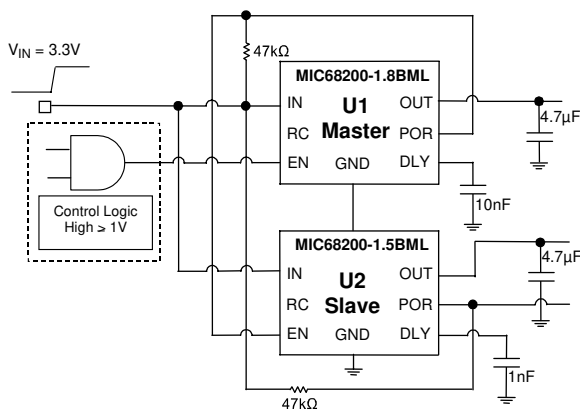 V_IN = 3.3V
47kΩ
MIC68200-1.8BML
IN
U1
OUT
RC
Master
POR
EN
GND
DLY
4.7µF
10nF
Control Logic
High ≥ 1V
MIC68200-1.5BML
IN
U2
OUT
RC
Slave
POR
EN
GND
DLY
4.7µF
1nF
47kΩ